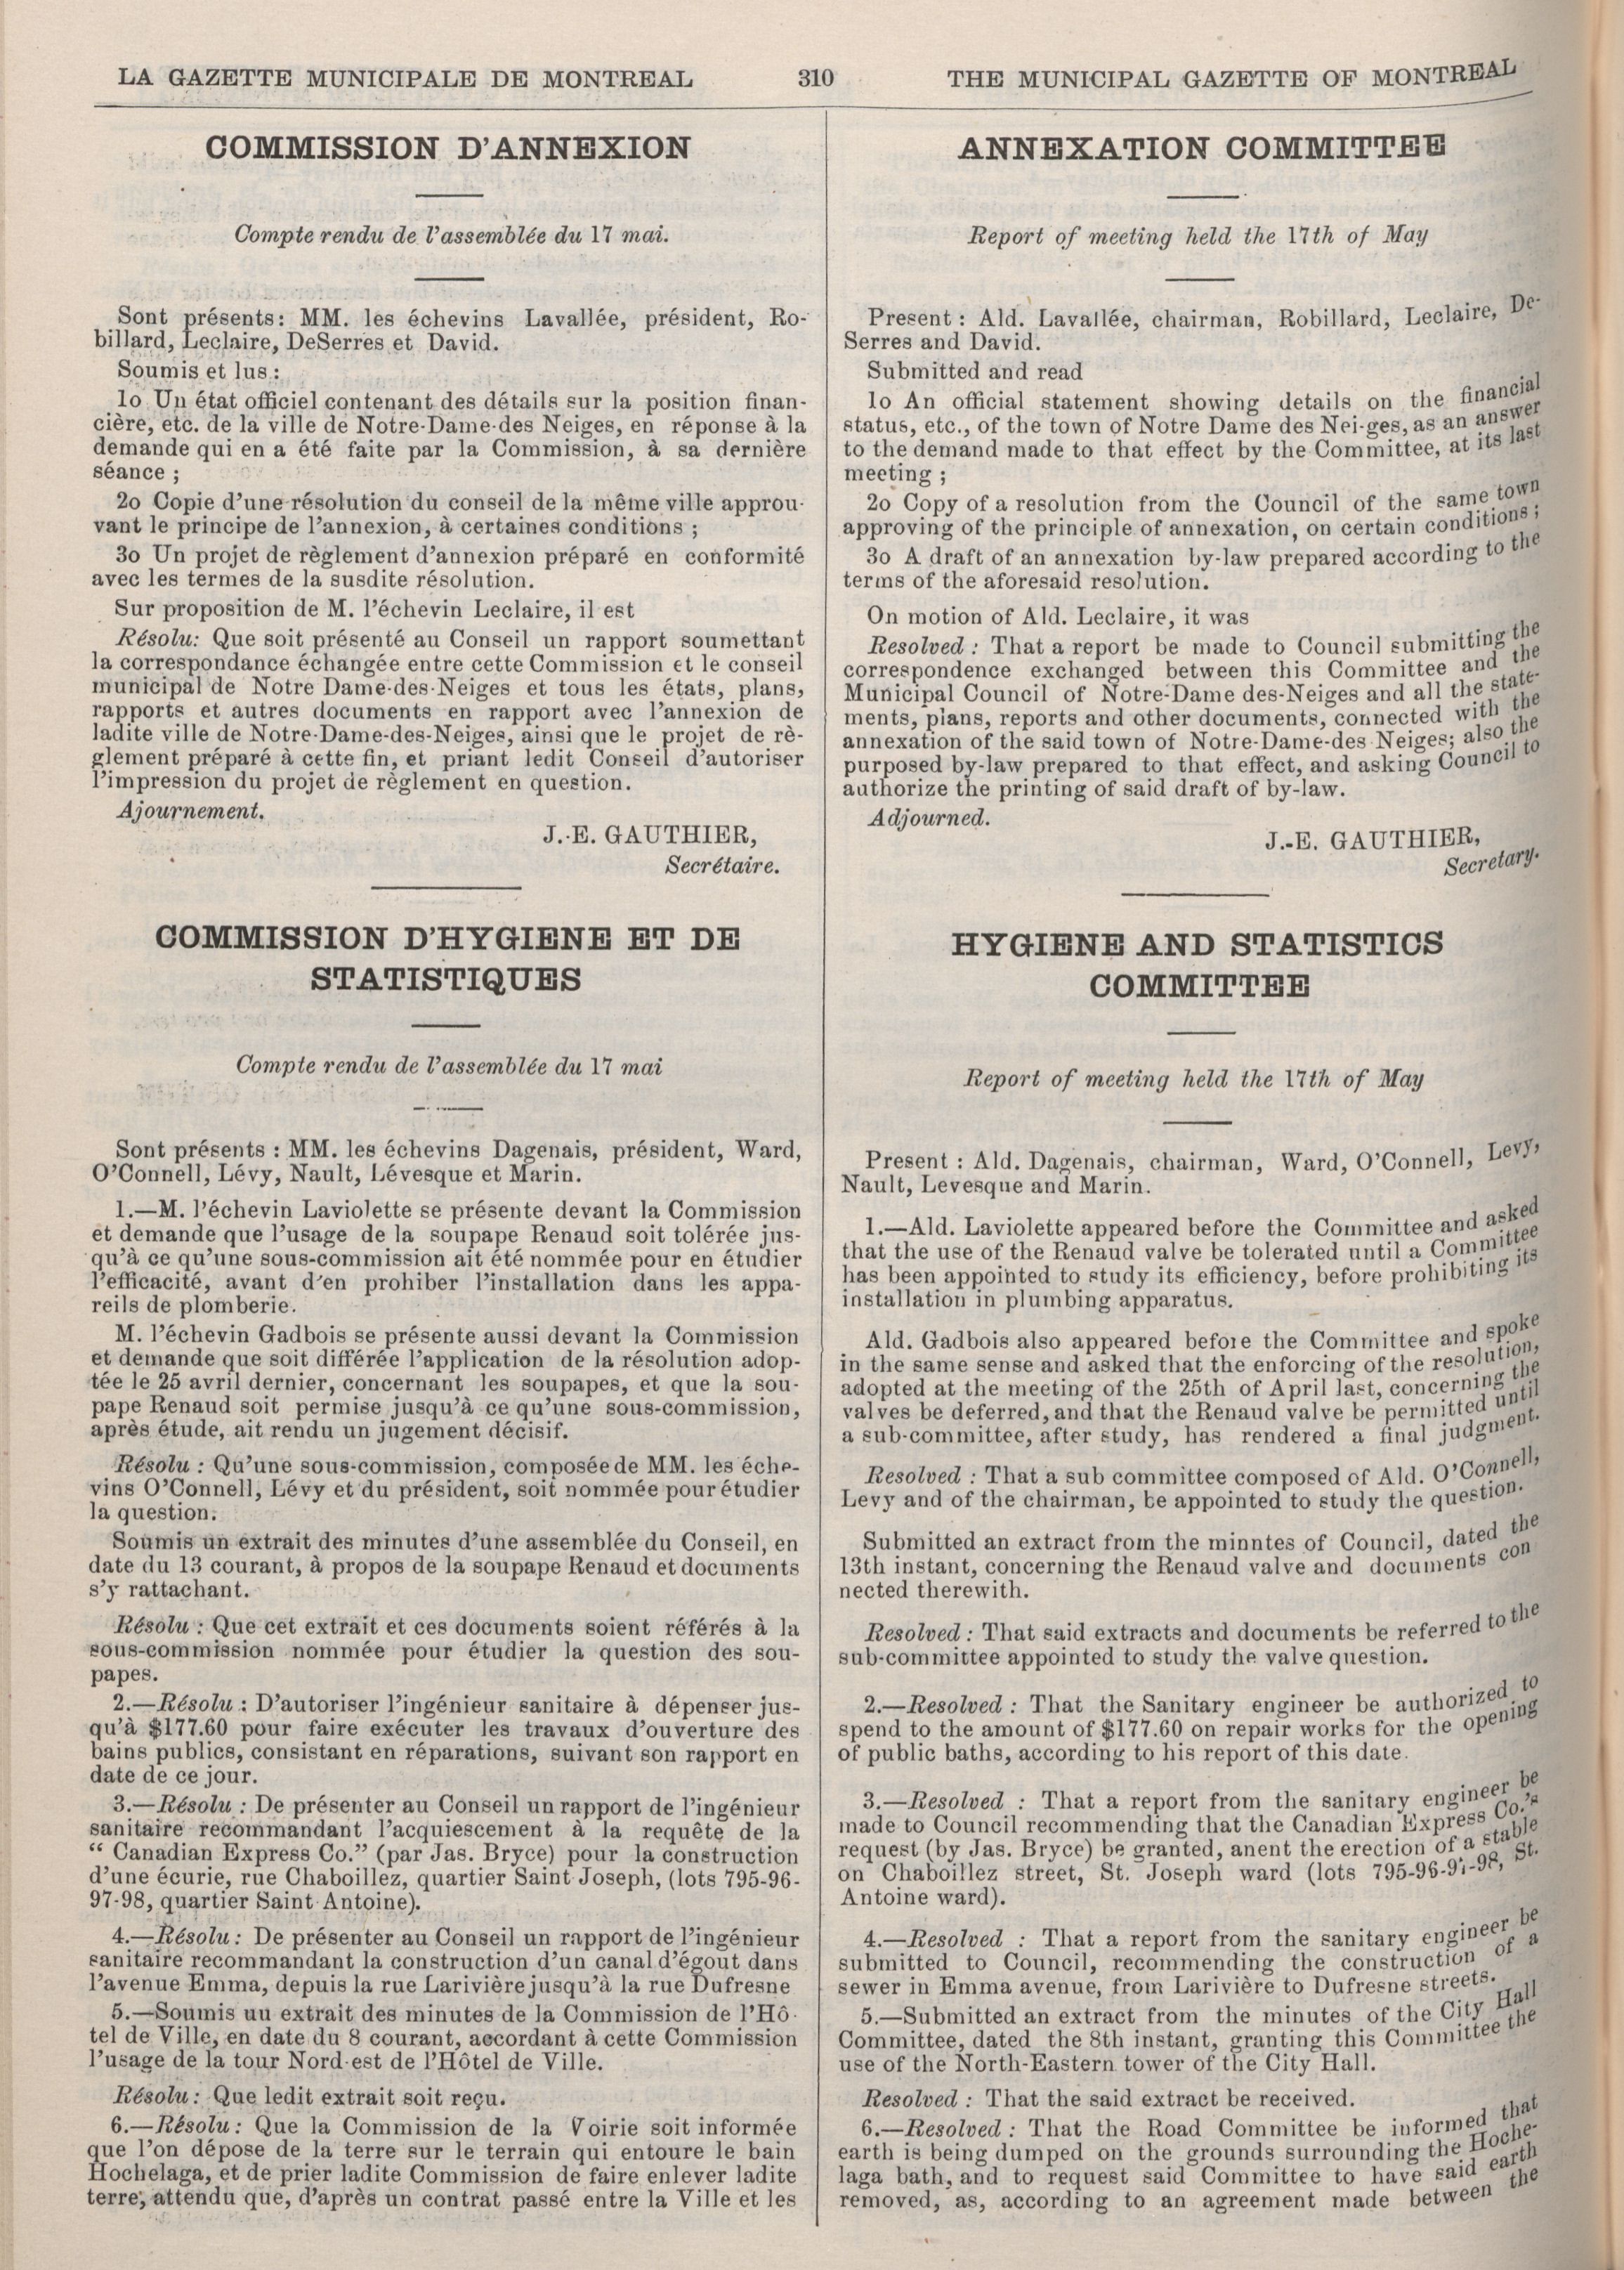 LA GAZETTE MUNICIPALE DE MONTREAL 310 THE MUNICIPAL GAZETTE OF MONTREAL
COMMISSION D'ANNEXION
Compte rendu de l'assemblée du 17 mai.
Sont présents: MM. les échevins Lavallée, président, Ro-
billard, Leclaire, DeSerres et David.
Soumis et lus:
1o Un état officiel contenant des détails sur la position finan-
cière, etc. de la ville de Notre-Dame-des Neiges, en réponse à la
demande qui en a été faite par la Commission, à sa dernière
séance ;
2o Copie d'une résolution du conseil de la même ville approu-
vant le principe de l'annexion, à certaines conditions ;
3o Un projet de règlement d'annexion préparé en conformité
avec les termes de la susdite résolution.
Sur proposition de M. l'échevin Leclaire, il est
Résolu: Que soit présenté au Conseil un rapport soumettant
la correspondance échangée entre cette Commission et le conseil
municipal de Notre Dame-des-Neiges et tous les états, plans,
rapports et autres documents en rapport avec l'annexion de
ladite ville de Notre-Dame-des-Neiges, ainsi que le projet de rè-
glement préparé à cette fin, et priant ledit Conseil d'autoriser
l'impression du projet de règlement en question.
Ajournement.
J.-E. GAUTHIER,
Secrétaire.
COMMISSION D'HYGIENE ET DE
STATISTIQUES
Compte rendu de l'assemblée du 17 mai
Sont présents : MM. les échevins Dagenais, président, Ward,
O'Connell, Lévy, Nault, Lévesque et Marin.
1.—M. l'échevin Laviolette se présente devant la Commission
et demande que l'usage de la soupape Renaud soit tolérée jus-
qu'à ce qu'une sous-commission ait été nommée pour en étudier
l'efficacité, avant d'en prohiber l'installation dans les appa-
reils de plomberie.
M. l'échevin Gadbois se présente aussi devant la Commission
et demande que soit différée l'application de la résolution adop-
tée le 25 avril dernier, concernant les soupapes, et que la sou-
pape Renaud soit permise jusqu'à ce qu'une sous-commission,
après étude, ait rendu un jugement décisif.
Résolu : Qu'une sous-commission, composée de MM. les éche-
vins O'Connell, Lévy et du président, soit nommée pour étudier
la question.
Soumis un extrait des minutes d'une assemblée du Conseil, en
date du 13 courant, à propos de la soupape Renaud et documents
s'y rattachant.
Résolu : Que cet extrait et ces documents soient référés à la
sous-commission nommée pour étudier la question des sou-
papes.
2.—Résolu : D'autoriser l'ingénieur sanitaire à dépenser jus-
qu'à $177.60 pour faire exécuter les travaux d'ouverture des
bains publics, consistant en réparations, suivant son rapport en
date de ce jour.
3.—Résolu : De présenter au Conseil un rapport de l'ingénieur
sanitaire recommandant l'acquiescement à la requête de la
“ Canadian Express Co.” (par Jas. Bryce) pour la construction
d'une écurie, rue Chaboillez, quartier Saint Joseph, (lots 795-96-
97-98, quartier Saint Antoine).
4.—Résolu: De présenter au Conseil un rapport de l'ingénieur
sanitaire recommandant la construction d'un canal d'égout dans
l'avenue Emma, depuis la rue Larivière jusqu'à la rue Dufresne
5.—Soumis uu extrait des minutes de la Commission de l'Hô-
tel de Ville, en date du 8 courant, accordant à cette Commission
l'usage de la tour Nord-est de l'Hôtel de Ville.
Résolu: Que ledit extrait soit reçu.
6.—Résolu: Que la Commission de la Voirie soit informée
que l'on dépose de la terre sur le terrain qui entoure le bain
Hochelaga, et de prier ladite Commission de faire enlever ladite
terre, attendu que, d'après un contrat passé entre la Ville et les
ANNEXATION COMMITTEE
Report of meeting held the 17th of May
Present : Ald. Lavallée, chairman, Robillard, Leclaire, De-
Serres and David.
Submitted and read
1o An official statement showing details on the financial
status, etc., of the town of Notre Dame des Nei-ges, as an answer
to the demand made to that effect by the Committee, at its last
meeting ;
2o Copy of a resolution from the Council of the same town
approving of the principle of annexation, on certain conditions ;
3o A draft of an annexation by-law prepared according to the
terms of the aforesaid resolution.
On motion of Ald. Leclaire, it was
Resolved : That a report be made to Council submitting the
correspondence exchanged between this Committee and the
Municipal Council of Notre-Dame des-Neiges and all the state-
ments, plans, reports and other documents, connected with the
annexation of the said town of Notre-Dame-des Neiges; also the
purposed by-law prepared to that effect, and asking Council to
authorize the printing of said draft of by-law.
Adjourned.
J.-E. GAUTHIER,
Secretary.
HYGIENE AND STATISTICS
COMMITTEE
Report of meeting held the 17th of May
Present : Ald. Dagenais, chairman, Ward, O'Connell, Levy,
Nault, Levesque and Marin.
1.—Ald. Laviolette appeared before the Committee and asked
that the use of the Renaud valve be tolerated until a Committee
has been appointed to study its efficiency, before prohibiting its
installation in plumbing apparatus.
Ald. Gadbois also appeared before the Committee and spoke
in the same sense and asked that the enforcing of the resolution,
adopted at the meeting of the 25th of April last, concerning the
valves be deferred, and that the Renaud valve be permitted until
a sub-committee, after study, has rendered a final judgment.
Resolved : That a sub committee composed of Ald. O'Connell,
Levy and of the chairman, be appointed to study the question.
Submitted an extract from the minntes of Council, dated the
13th instant, concerning the Renaud valve and documents con
nected therewith.
Resolved : That said extracts and documents be referred to the
sub-committee appointed to study the valve question.
2.—Resolved : That the Sanitary engineer be authorized to
spend to the amount of $177.60 on repair works for the opening
of public baths, according to his report of this date.
3.—Resolved : That a report from the sanitary engineer be
made to Council recommending that the Canadian Express Co.'s
request (by Jas. Bryce) be granted, anent the erection of a stable
on Chaboillez street, St. Joseph ward (lots 795-96-97-98, St.
Antoine ward).
4.—Resolved : That a report from the sanitary engineer be
submitted to Council, recommending the construction of a
sewer in Emma avenue, from Larivière to Dufresne streets.
5.—Submitted an extract from the minutes of the City Hall
Committee, dated the 8th instant, granting this Committee the
use of the North-Eastern tower of the City Hall.
Resolved : That the said extract be received.
6.—Resolved : That the Road Committee be informed that
earth is being dumped on the grounds surrounding the Hoche-
laga bath, and to request said Committee to have said earth
removed, as, according to an agreement made between the